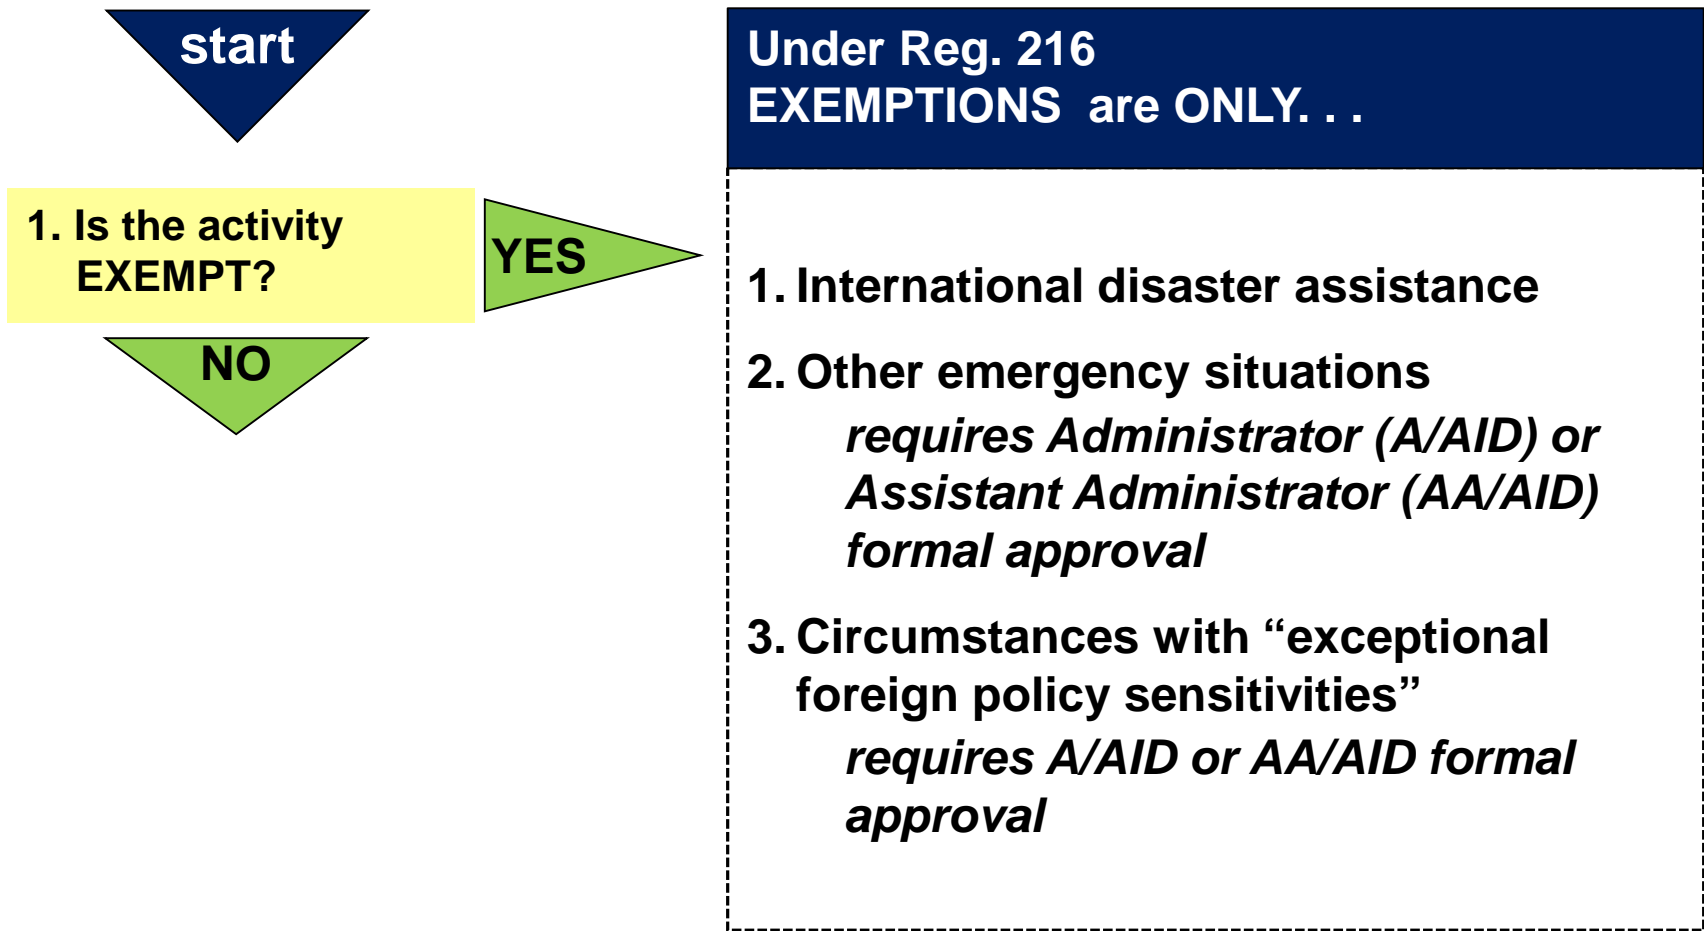 start
1. Is the activity
EXEMPT?
YES
NO
Under Reg. 216
EXEMPTIONS are ONLY. . .
1. International disaster assistance
2. Other emergency situations
requires Administrator (A/AID) or
Assistant Administrator (AA/AID)
formal approval
3. Circumstances with “exceptional
foreign policy sensitivities”
requires A/AID or AA/AID formal
approval